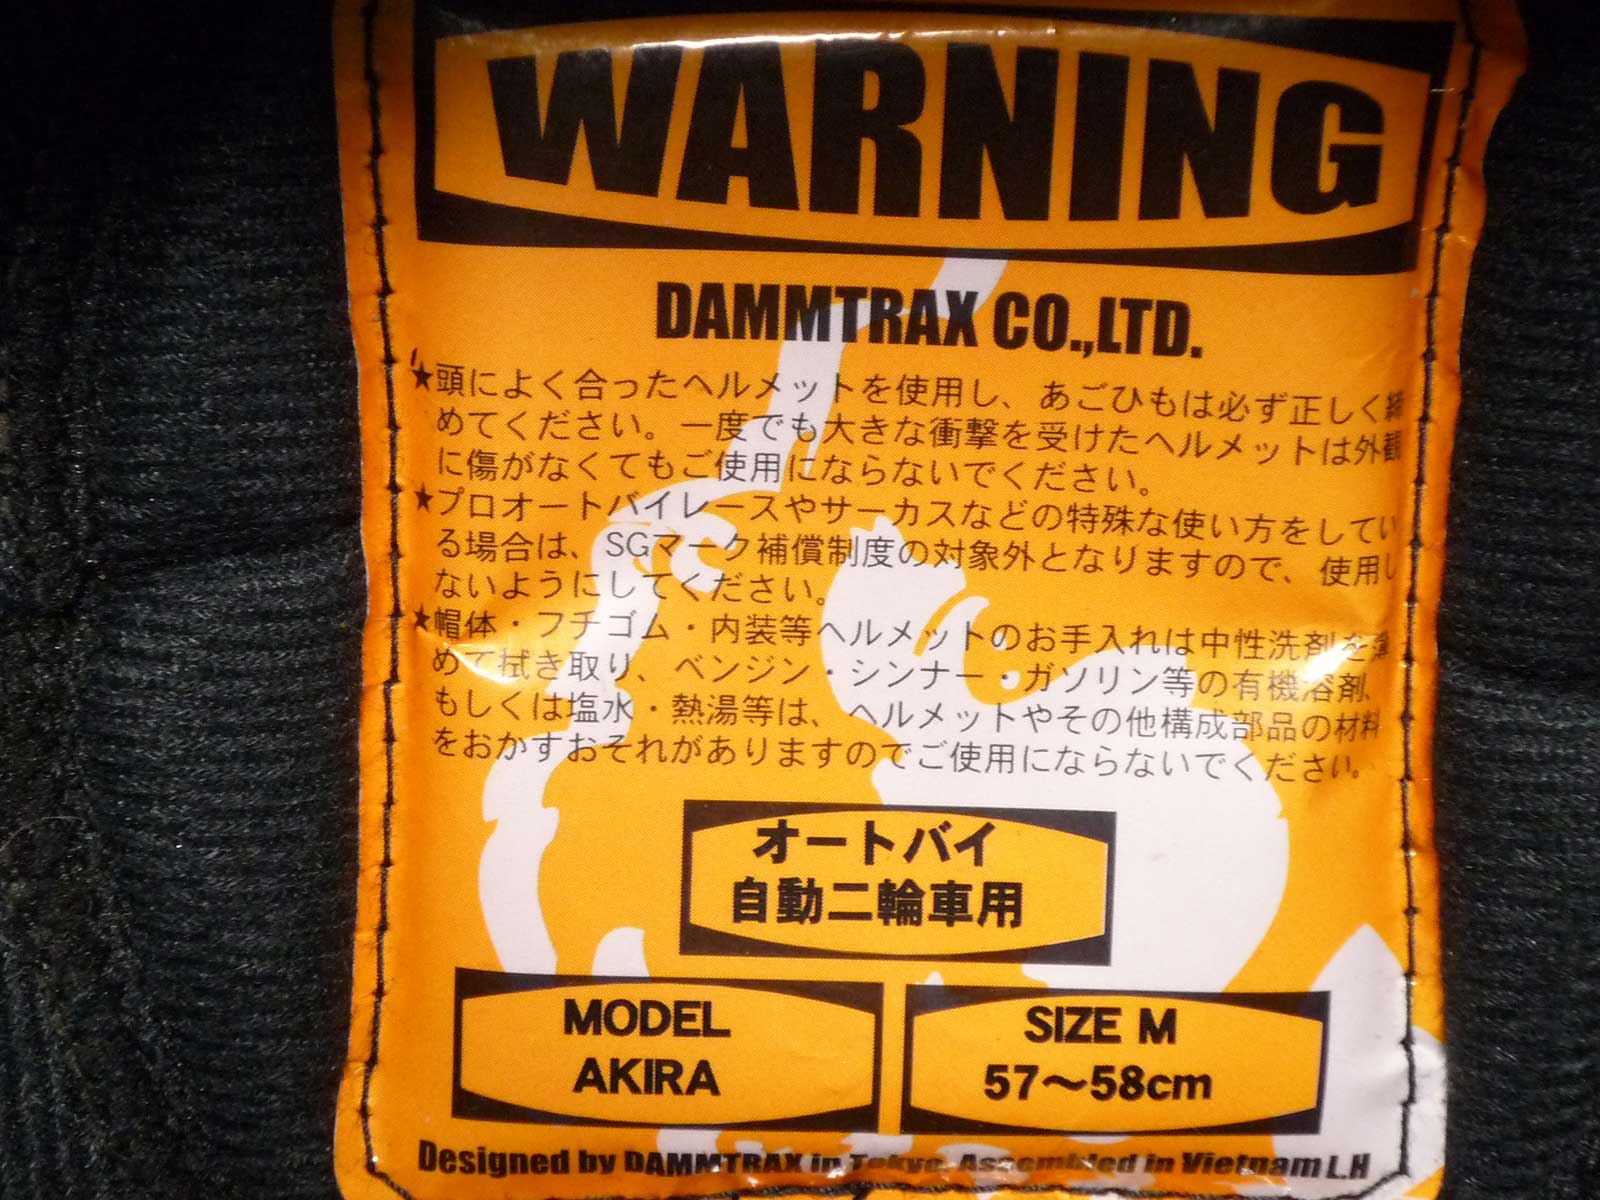 WARNING
DAMMTRAX CO.,LTD.
★頭によく合ったヘルメットを使用し、あごひもは必ず正しく締
めてください。一度でも大きな衝撃を受けたヘルメットは外観
に傷がなくてもご使用にならないでください。
★プロオートバイレースやサーカスなどの特殊な使い方をしてい
る場合は、SGマーク補償制度の対象外となりますので、使用し
ないようにしてください。
★帽体・フチゴム・内装等ヘルメットのお手入れは中性洗剤を薄
めて拭き取り、ベンジン・シンナー・ガソリン等の有機溶剤、
もしくは塩水・熱湯等は、ヘルメットやその他構成部品の材料
をおかすおそれがありますのでご使用にならないでください。
オートバイ
自動二輪車用
MODEL
AKIRA
SIZE M
57～58cm
Designed by DAMMTRAX in Tokyo. Assembled in Vietnam L.H